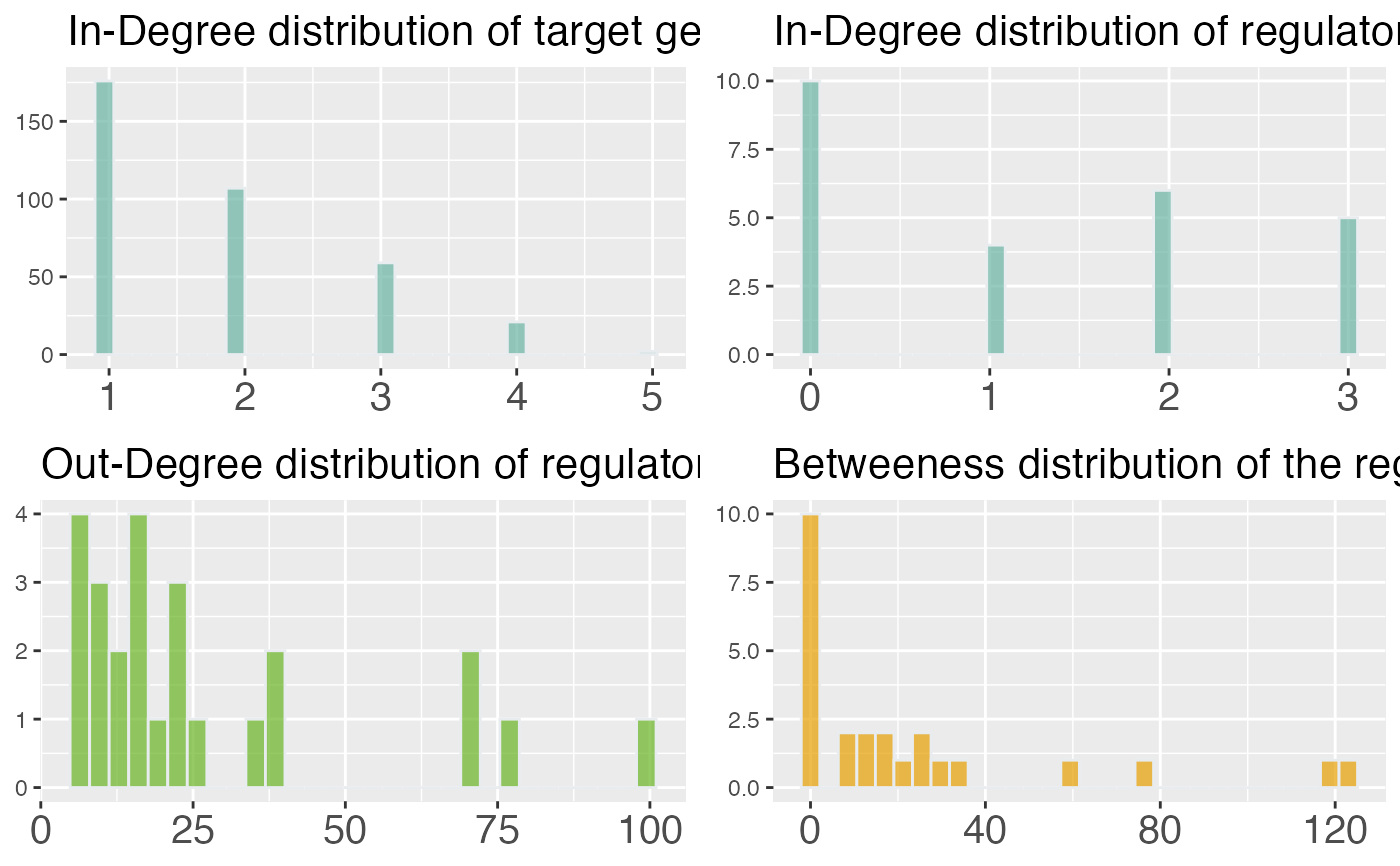 In-Degree distribution of target ge
150
100
50
0
1 2 3 4 5
In-Degree distribution of regulator
10.0
7.5
5.0
2.5
0.0
0 1 2 3
Out-Degree distribution of regulator
4
3
2
1
0
0 25 50 75 100
Betweeness distribution of the reg
10.0
7.5
5.0
2.5
0.0
0 40 80 120